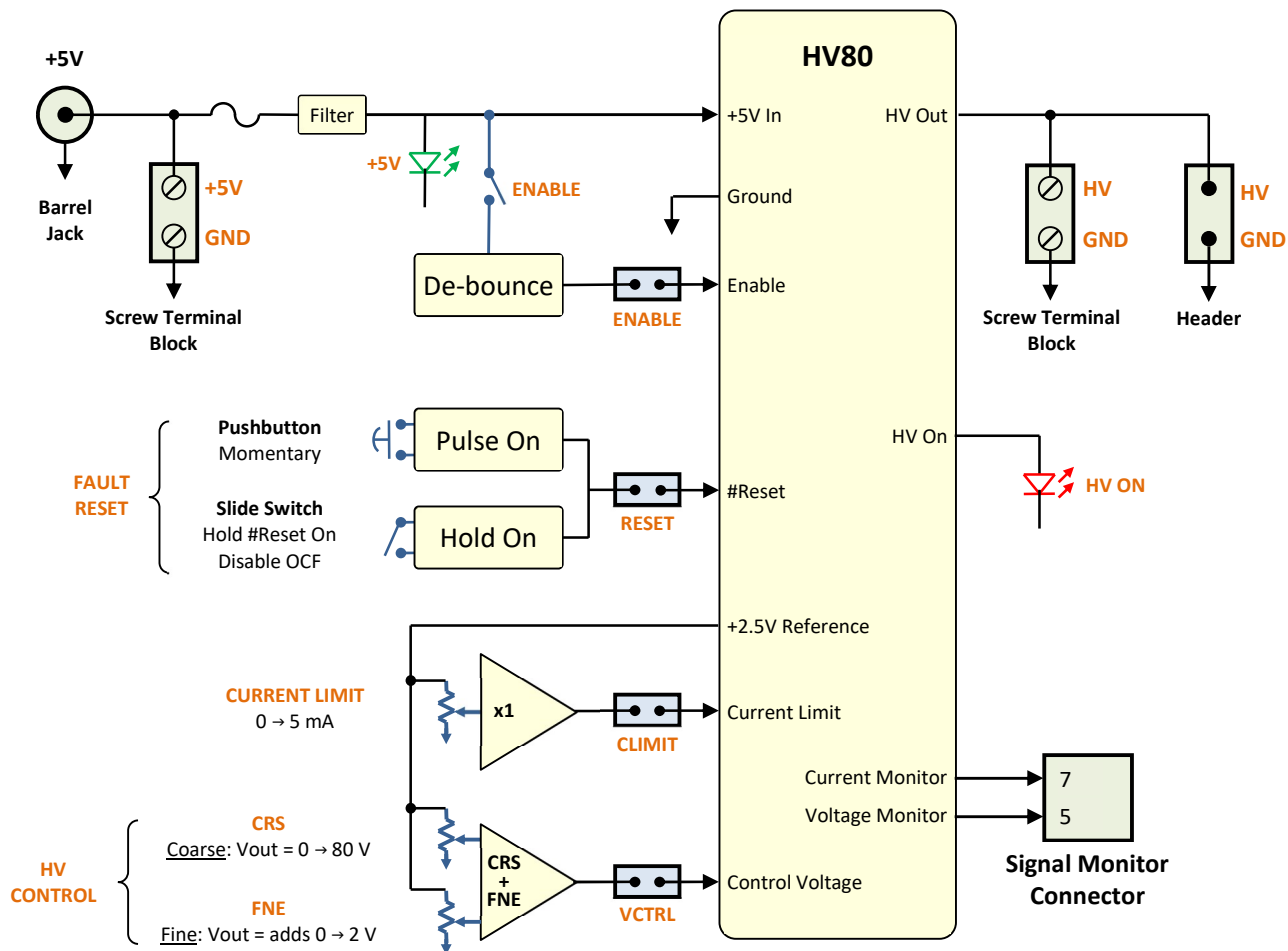 +5V
Barrel
Jack
+5V
GND
Screw Terminal
Block
Filter
+5V
ENABLE
De-bounce
ENABLE
HV80
+5V In
Ground
Enable
#Reset
+2.5V Reference
Current Limit
Control Voltage
HV Out
HV On
Current Monitor
Voltage Monitor
HV
GND
Screw Terminal
Block
HV
GND
Header
HV ON
FAULT
RESET
Pushbutton
Momentary
Slide Switch
Hold #Reset On
Disable OCF
Pulse On
Hold On
RESET
CURRENT LIMIT
0 → 5 mA
x1
CLIMIT
HV
CONTROL
CRS
Coarse: Vout = 0 → 80 V
FNE
Fine: Vout = adds 0 → 2 V
CRS
+
FNE
VCTRL
7
5
Signal Monitor
Connector